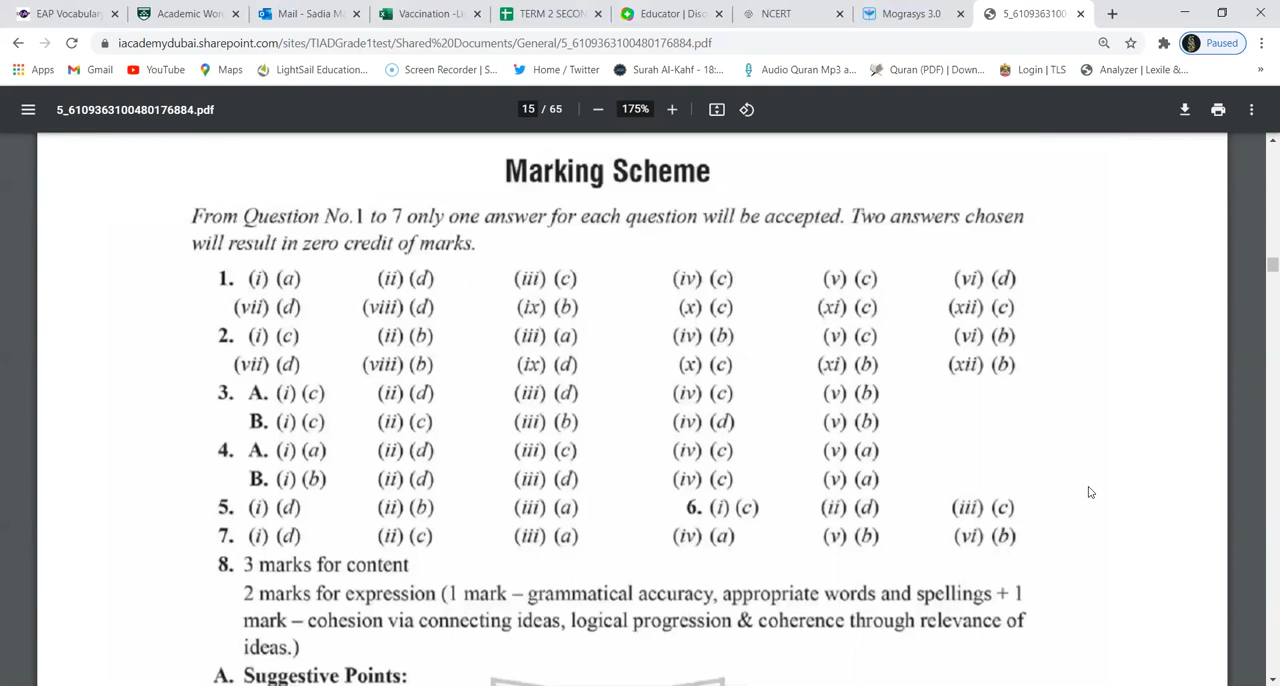 EAP Vocabulary
Academic Wor
Mail - Sadia M
Vaccination -Li
TERM 2 SECON
Educator | Disc
NCERT
Mograsys 3.0
5_6109363100
iacademydubai.sharepoint.com/sites/TIADGrade1test/Shared%20Documents/General/5_6109363100480176884.pdf
Paused
Apps
Gmail
YouTube
Maps
LightSail Education...
Screen Recorder | S...
Home / Twitter
Surah Al-Kahf - 18:...
Audio Quran Mp3 a...
Quran (PDF) | Down...
Login | TLS
Analyzer | Lexile &...
»
5_6109363100480176884.pdf
15 / 65
175%
Marking Scheme
From Question No.1 to 7 only one answer for each question will be accepted. Two answers chosen
will result in zero credit of marks.
1. (i) (a) (ii) (d) (iii) (c) (iv) (c) (v) (c) (vi) (d)
(vii) (d) (viii) (d) (ix) (b) (x) (c) (xi) (c) (xii) (c)
2. (i) (c) (ii) (b) (iii) (a) (iv) (b) (v) (c) (vi) (b)
(vii) (d) (viii) (b) (ix) (d) (x) (c) (xi) (b) (xii) (b)
3. A. (i) (c) (ii) (d) (iii) (d) (iv) (c) (v) (b)
B. (i) (c) (ii) (c) (iii) (b) (iv) (d) (v) (b)
4. A. (i) (a) (ii) (d) (iii) (c) (iv) (c) (v) (a)
B. (i) (b) (ii) (d) (iii) (d) (iv) (c) (v) (a)
5. (i) (d) (ii) (b) (iii) (a) 6. (i) (c) (ii) (d) (iii) (c)
7. (i) (d) (ii) (c) (iii) (a) (iv) (a) (v) (b) (vi) (b)
8. 3 marks for content
2 marks for expression (1 mark – grammatical accuracy, appropriate words and spellings + 1
mark – cohesion via connecting ideas, logical progression & coherence through relevance of
ideas.)
A. Suggestive Points: